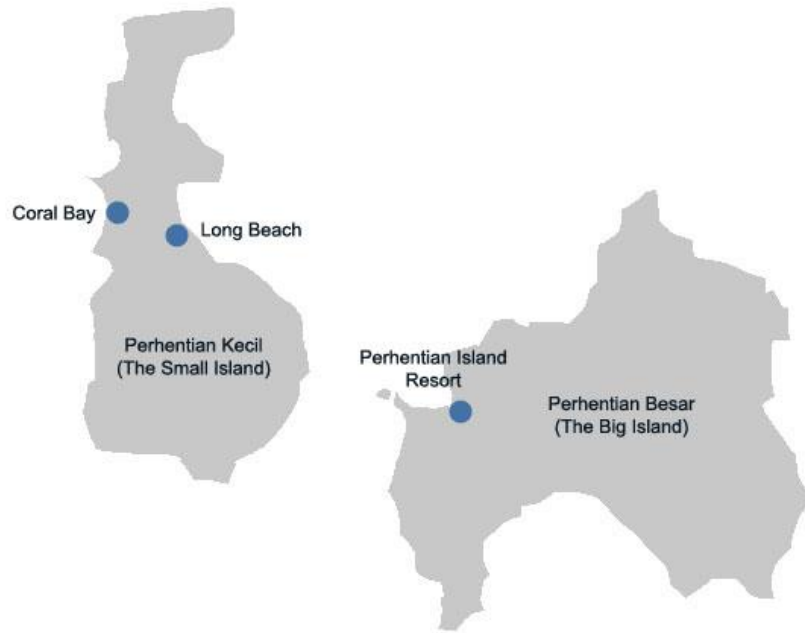 Coral Bay
Long Beach
Perhentian Kecil
(The Small Island)
Perhentian Island
Resort
Perhentian Besar
(The Big Island)